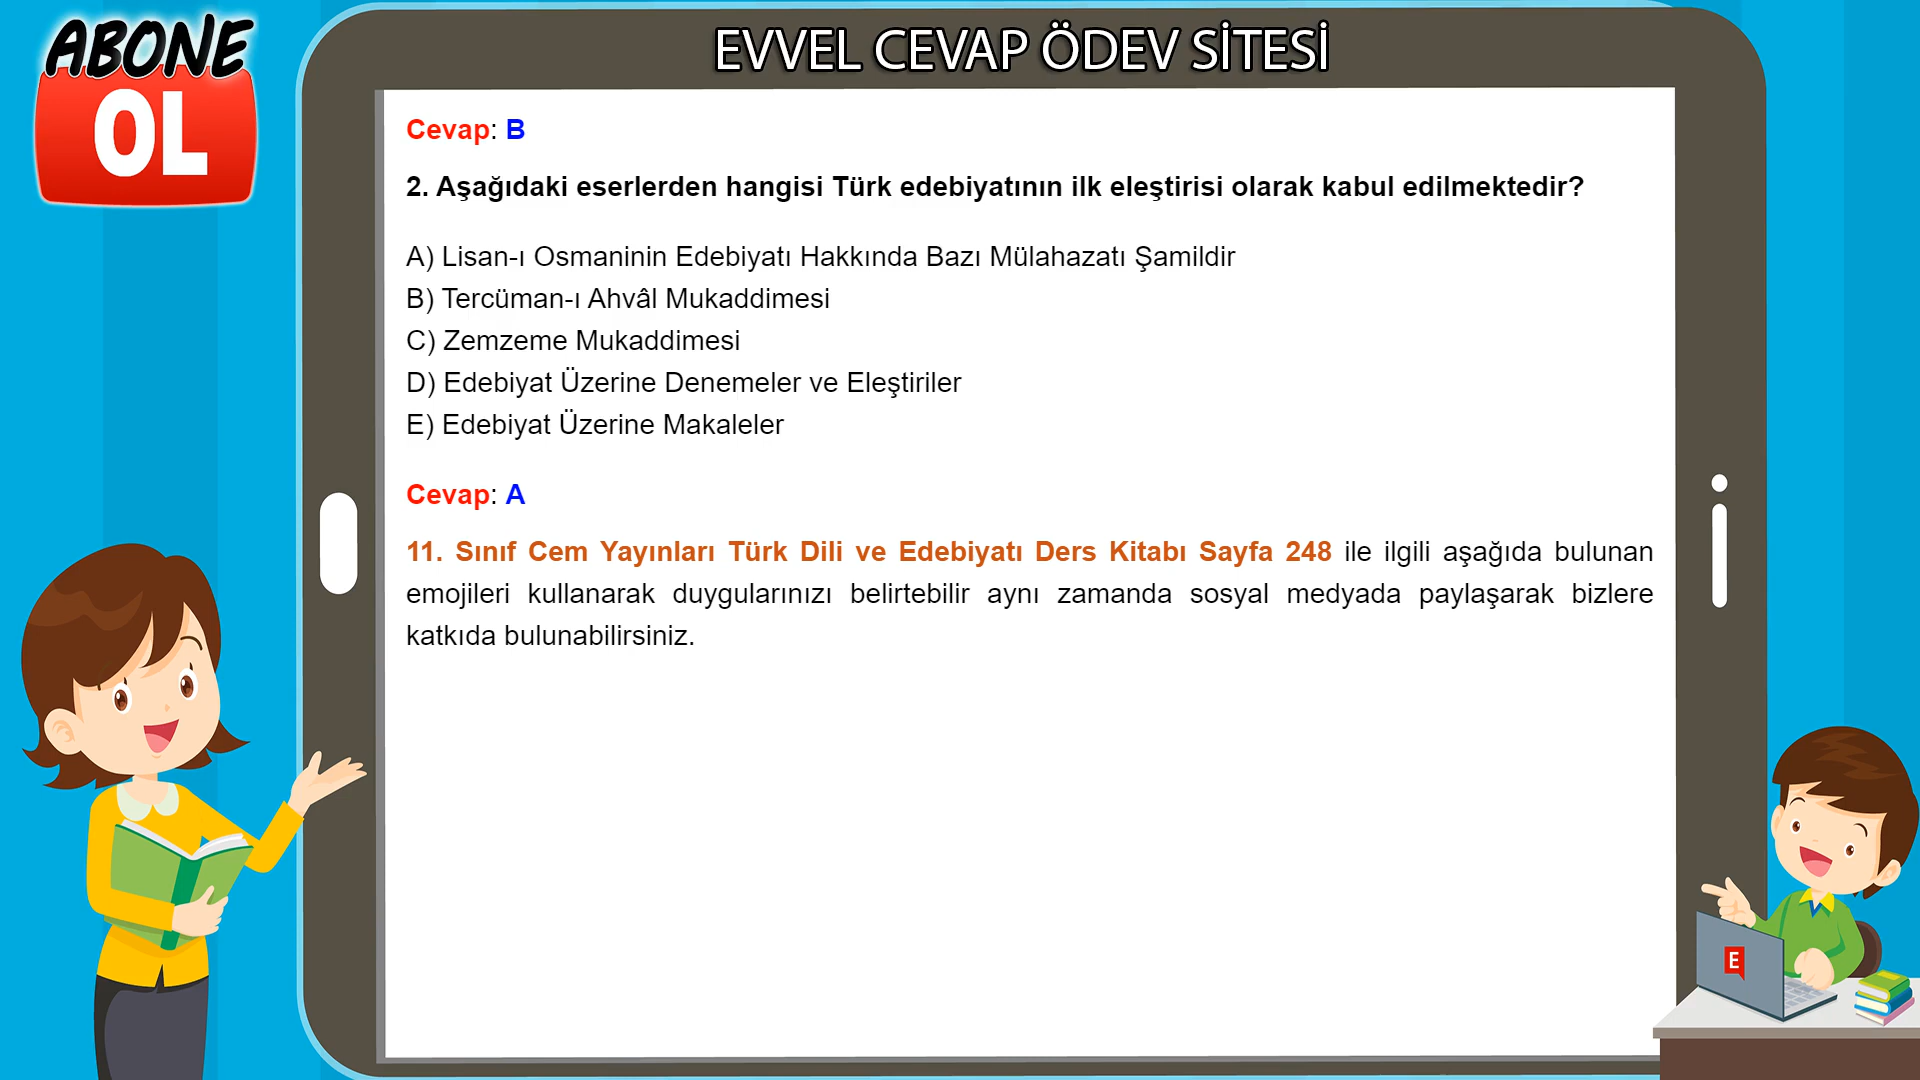 ABONE
OL
EVVEL CEVAP ÖDEV SİTESİ
Cevap: B
2. Aşağıdaki eserlerden hangisi Türk edebiyatının ilk eleştirisi olarak kabul edilmektedir?
A) Lisan-ı Osmaninin Edebiyatı Hakkında Bazı Mülahazatı Şamildir
B) Tercüman-ı Ahvâl Mukaddimesi
C) Zemzeme Mukaddimesi
D) Edebiyat Üzerine Denemeler ve Eleştiriler
E) Edebiyat Üzerine Makaleler
Cevap: A
11. Sınıf Cem Yayınları Türk Dili ve Edebiyatı Ders Kitabı Sayfa 248 ile ilgili aşağıda bulunan
emojileri kullanarak duygularınızı belirtebilir aynı zamanda sosyal medyada paylaşarak bizlere
katkıda bulunabilirsiniz.
E